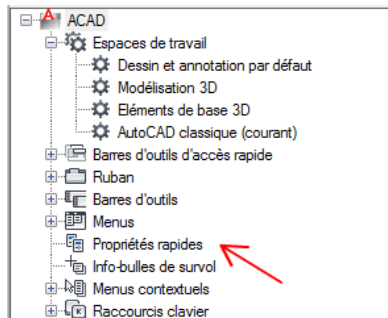 ACAD
Espaces de travail
Dessin et annotation par défaut
Modélisation 3D
Eléments de base 3D
AutoCAD classique (courant)
Barres d'outils d'accès rapide
Ruban
Barres d'outils
Menus
Propriétés rapides
Info-bulles de survol
Menus contextuels
Raccourcis clavier